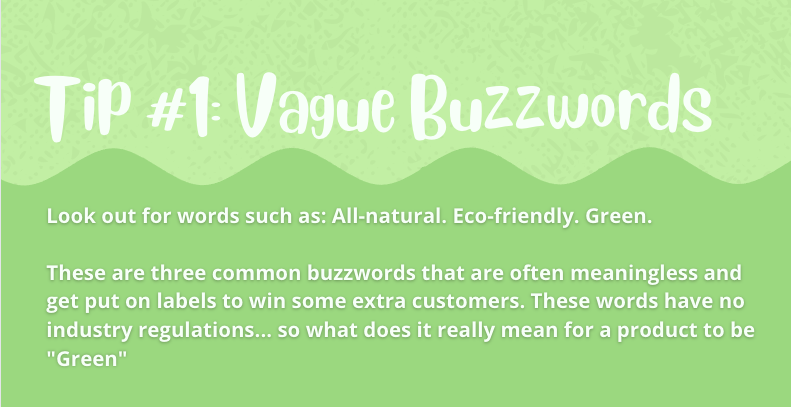 Tip #1: Vague Buzzwords
Look out for words such as: All-natural. Eco-friendly. Green.
These are three common buzzwords that are often meaningless and
get put on labels to win some extra customers. These words have no
industry regulations... so what does it really mean for a product to be
"Green"